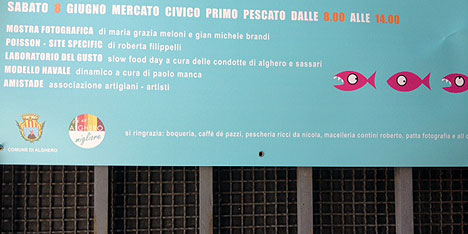 SABATO 8 GIUGNO MERCATO CIVICO PRIMO PESCATO DALLE 8.00 ALLE 14.00
MOSTRA FOTOGRAFICA di maria grazia meloni e gian michele brandi
POISSON - SITE SPECIFIC di roberta filippelli
LABORATORIO DEL GUSTO slow food day a cura delle condotte di alghero e sassari
MODELLO NAVALE dinamico a cura di paolo manca
AMISTADE associazione artigiani - artisti
si ringrazia: boqueria, caffè de pazzi, pescheria ricci da nicola, macelleria contini roberto, patta fotografia e
COMUNE DI ALGHERO
migliora